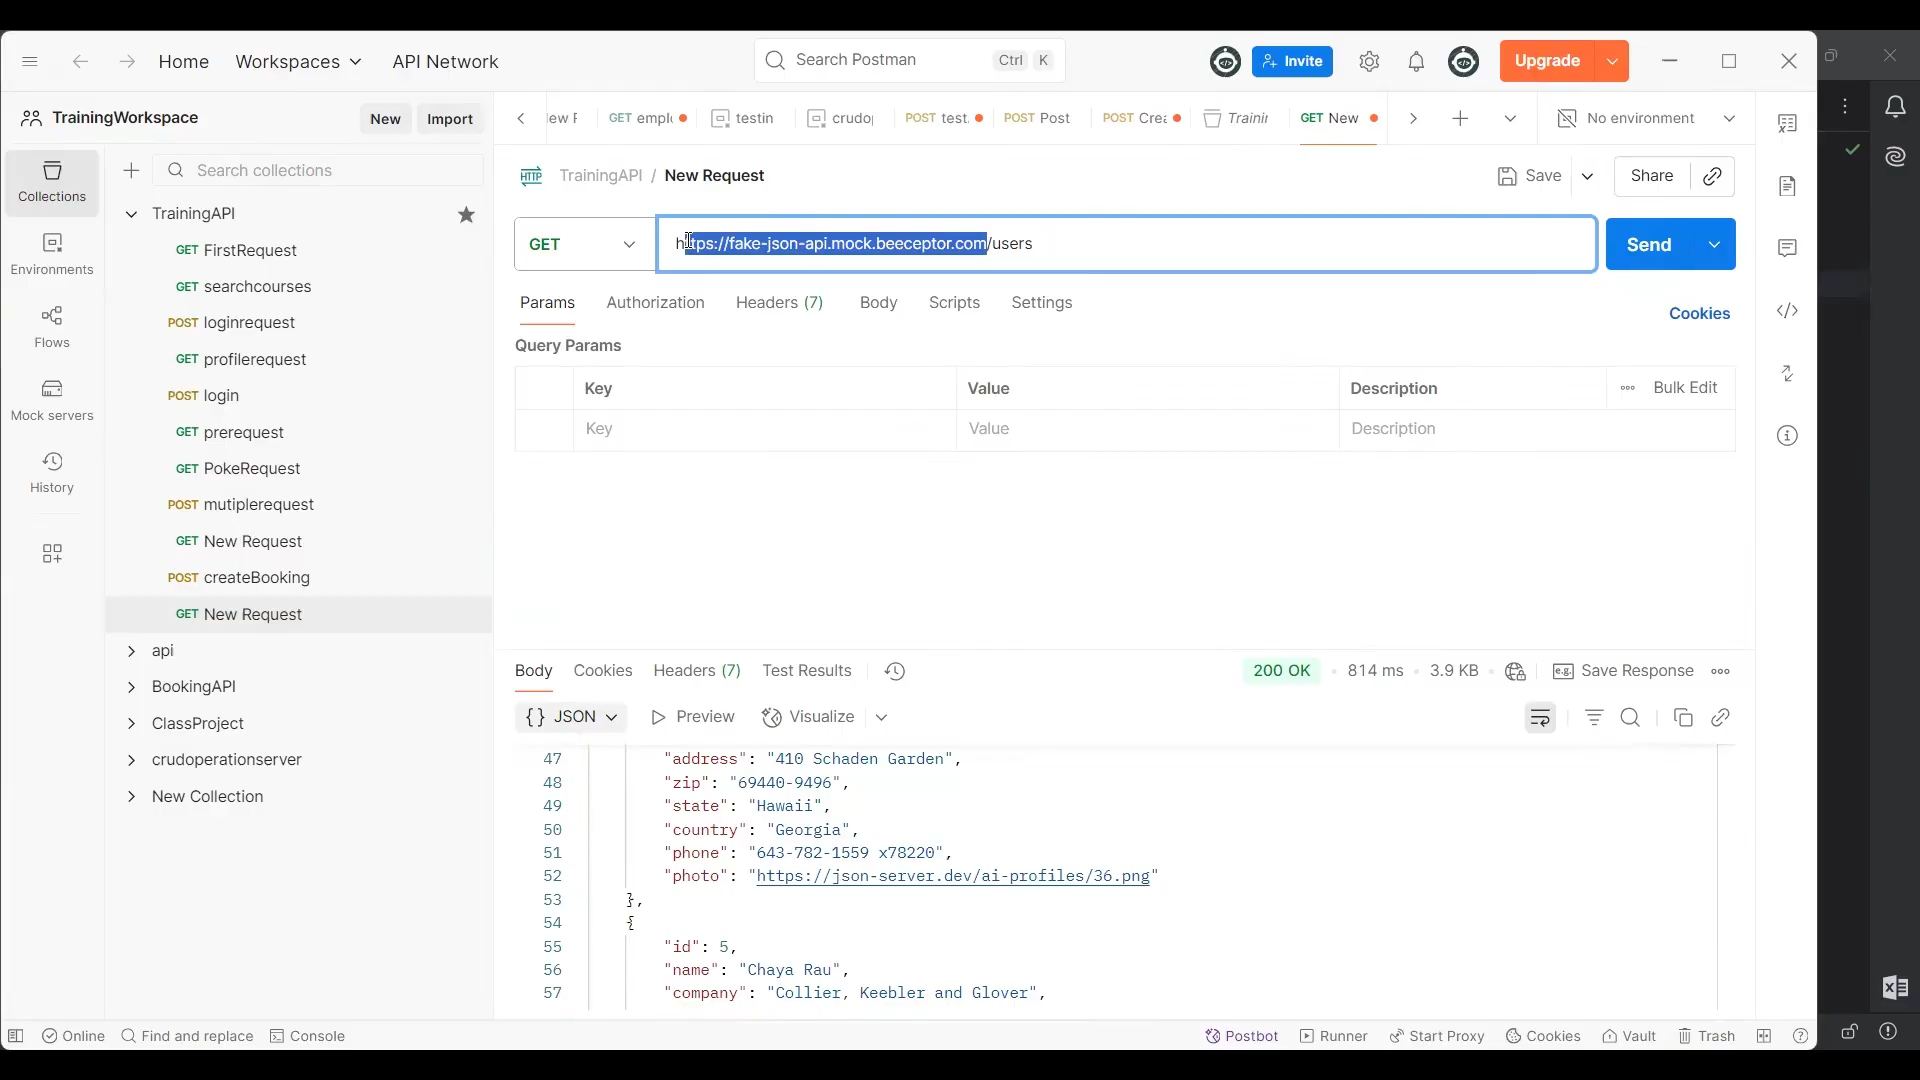 Home
Workspaces
API Network
Search Postman
Ctrl K
Invite
Upgrade
TrainingWorkspace
New
Import
GET
testin
POST test.
POST Post
POST
GET New
No environment
Collections
Environments
Flows
Mock servers
History
Search collections
TrainingAPI
GET FirstRequest
GET searchcourses
POST loginrequest
GET profilerequest
POST login
GET prerequest
GET PokeRequest
POST mutiplerequest
GET New Request
POST createBooking
GET New Request
api
BookingAPI
ClassProject
crudoperationserver
New Collection
HTTP TrainingAPI / New Request
Save
Share
GET
https://fake-json-api.mock.beeceptor.com/users
Send
Params Authorization Headers (7) Body Scripts Settings
Cookies
Query Params
Key Value Description Bulk Edit
Key Value Description
Body Cookies Headers (7) Test Results
200 OK 814 ms 3.9 KB e.g. Save Response
{} JSON Preview Visualize
47 "address": "410 Schaden Garden",
48 "zip": "69440-9496",
49 "state": "Hawaii",
50 "country": "Georgia",
51 "phone": "643-782-1559 x78220",
52 "photo": "https://json-server.dev/ai-profiles/36.png"
53 },
54 {
55 "id": 5,
56 "name": "Chaya Rau",
57 "company": "Collier, Keebler and Glover",
Online Find and replace Console
Postbot Runner Start Proxy Cookies Vault Trash